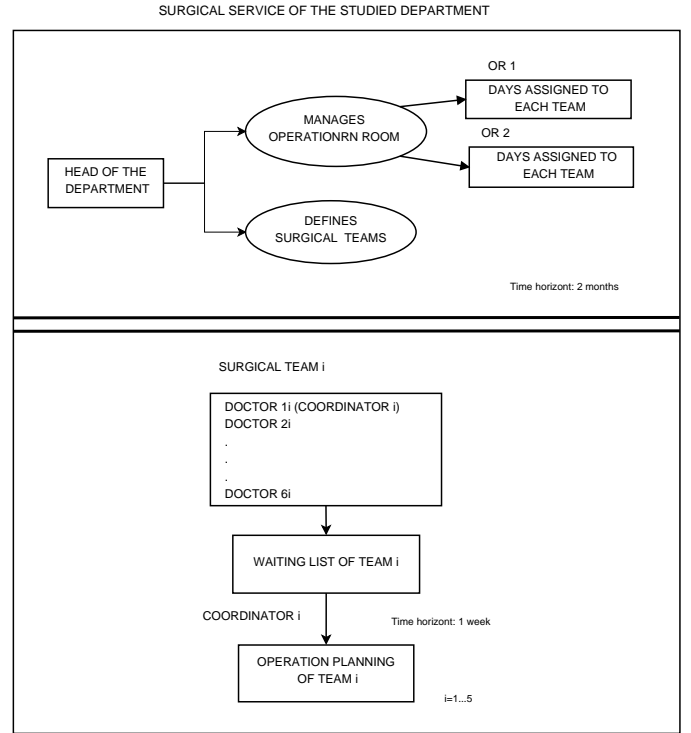 SURGICAL SERVICE OF THE STUDIED DEPARTMENT
OR 1
DAYS ASSIGNED TO
EACH TEAM
MANAGES
OPERATIONRN ROOM
OR 2
DAYS ASSIGNED TO
EACH TEAM
HEAD OF THE
DEPARTMENT
DEFINES
SURGICAL TEAMS
Time horizont: 2 months
SURGICAL TEAM i
DOCTOR 1i (COORDINATOR i)
DOCTOR 2i
.
.
.
DOCTOR 6i
WAITING LIST OF TEAM i
COORDINATOR i
Time horizont: 1 week
OPERATION PLANNING
OF TEAM i
i=1...5